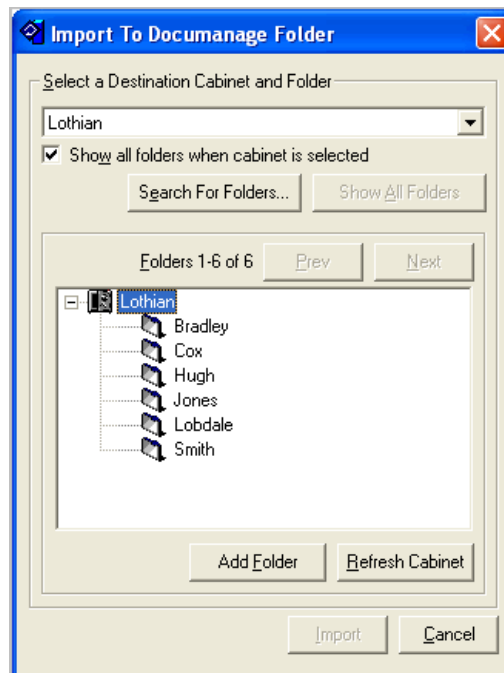 Import To Documanage Folder
Select a Destination Cabinet and Folder
Lothian
Show all folders when cabinet is selected
Search For Folders... Show All Folders
Folders 1-6 of 6 Prev Next
Lothian
Bradley
Cox
Hugh
Jones
Lobdale
Smith
Add Folder Refresh Cabinet
Import Cancel